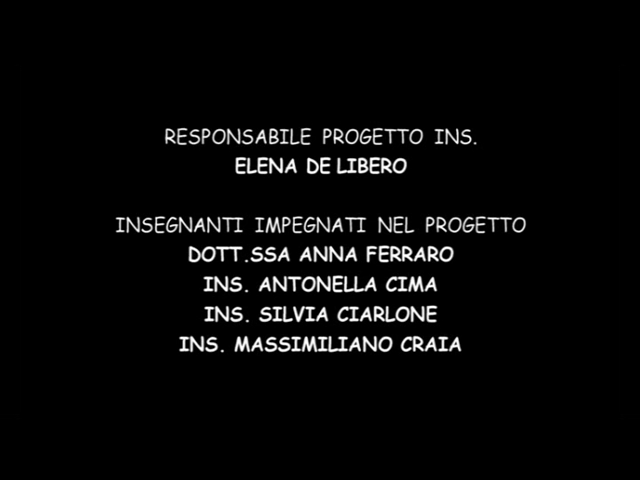 RESPONSABILE PROGETTO INS.
ELENA DE LIBERO
INSEGNANTI IMPEGNATI NEL PROGETTO
DOTT.SSA ANNA FERRARO
INS. ANTONELLA CIMA
INS. SILVIA CIARLONE
INS. MASSIMILIANO CRAIA